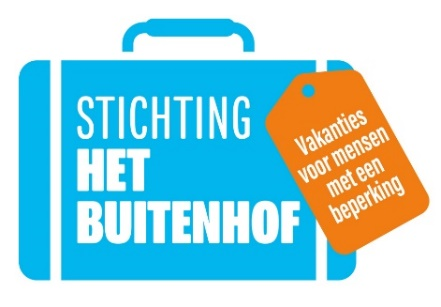 STICHTING
HET
BUITENHOF
Vakanties
voor mensen
met een
beperking